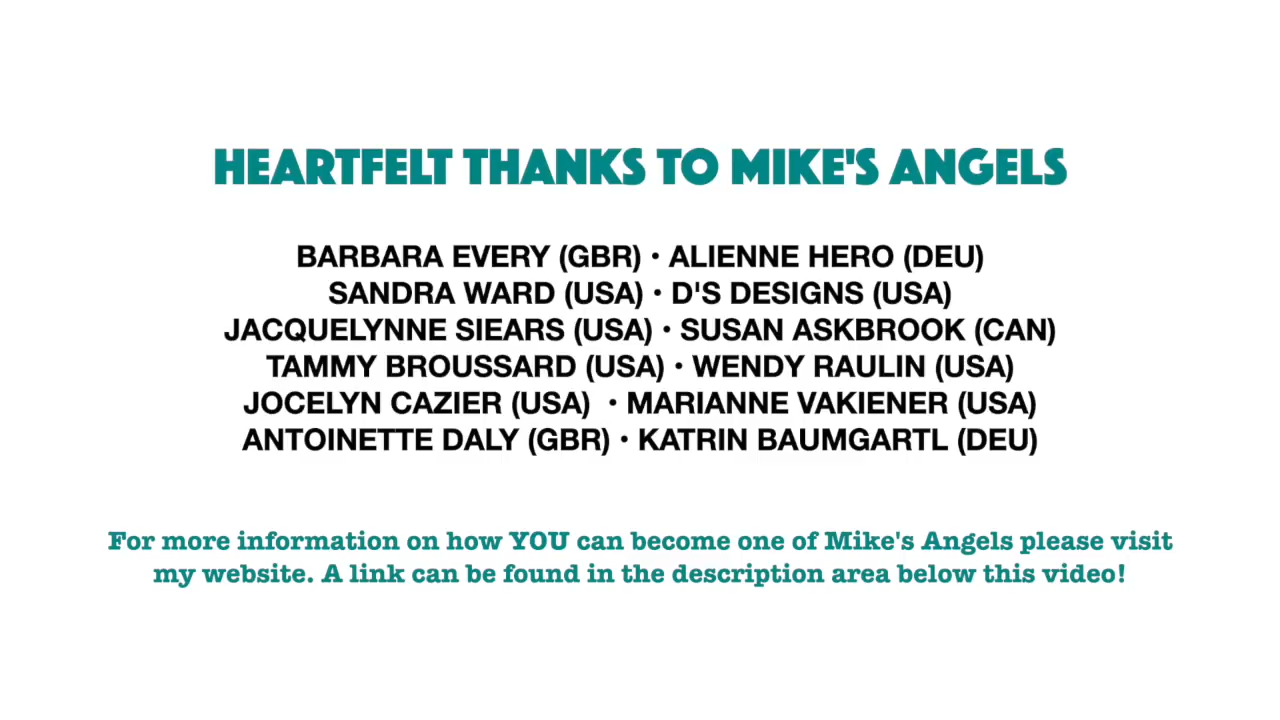 HEARTFELT THANKS TO MIKE'S ANGELS
BARBARA EVERY (GBR) • ALIENNE HERO (DEU)
SANDRA WARD (USA) • D'S DESIGNS (USA)
JACQUELYNNE SIEARS (USA) • SUSAN ASKBROOK (CAN)
TAMMY BROUSSARD (USA) • WENDY RAULIN (USA)
JOCELYN CAZIER (USA) • MARIANNE VAKIENER (USA)
ANTOINETTE DALY (GBR) • KATRIN BAUMGARTL (DEU)
For more information on how YOU can become one of Mike's Angels please visit
my website. A link can be found in the description area below this video!